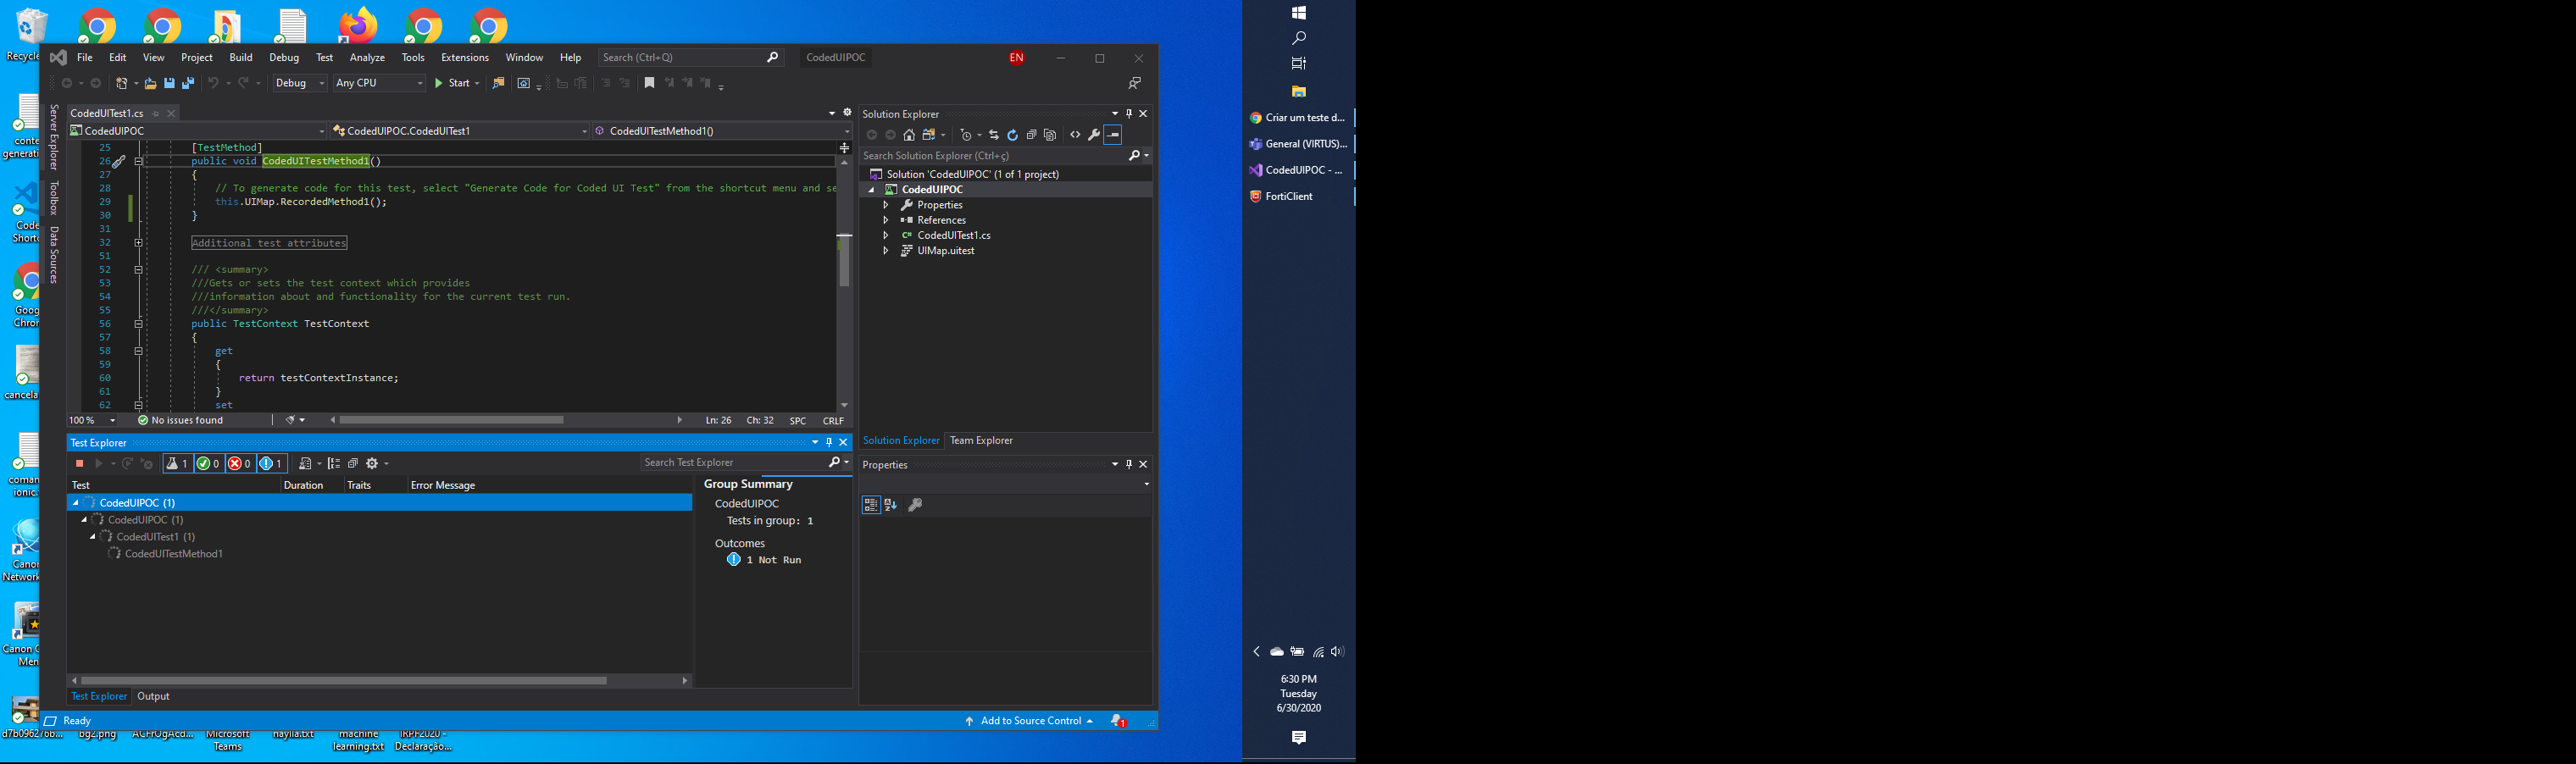 Recycle
File Edit View Project Build Debug Test Analyze Tools Extensions Window Help Search (Ctrl+Q) CodedUIPOC EN
Debug Any CPU Start
Server Explorer
Toolbox
Data Sources
CodedUITest1.cs
CodedUIPOC CodedUIPOC.CodedUITest1 CodedUITestMethod1()
25 [TestMethod]
26 public void CodedUITestMethod1()
27 {
28 // To generate code for this test, select "Generate Code for Coded UI Test" from the shortcut menu and se
29 this.UIMap.RecordedMethod1();
30 }
31
32 Additional test attributes
51
52 /// <summary>
53 ///Gets or sets the test context which provides
54 ///information about and functionality for the current test run.
55 ///</summary>
56 public TestContext TestContext
57 {
58 get
59 {
60 return testContextInstance;
61 }
62 set
100 % No issues found Ln: 26 Ch: 32 SPC CRLF
Test Explorer
1 0 0 1 Search Test Explorer
Test Duration Traits Error Message
CodedUIPOC (1)
CodedUIPOC (1)
CodedUITest1 (1)
CodedUITestMethod1
Group Summary
CodedUIPOC
Tests in group: 1
Outcomes
1 Not Run
Test Explorer Output
Ready Add to Source Control 1
Solution Explorer
Search Solution Explorer (Ctrl+ç)
Solution 'CodedUIPOC' (1 of 1 project)
CodedUIPOC
Properties
References
CodedUITest1.cs
UIMap.uitest
Solution Explorer Team Explorer
Properties
conte
generati
Code
Shorto
Goog
Chron
cancela
coman
ionic.
Canon
Network
Canon
Men
bg2.png
ACFrOgAcd...
Microsoft
Teams
naylla.txt
machine
learning.txt
IRPF2020 -
Declaração...
Criar um teste d...
General (VIRTUS)...
CodedUIPOC - ...
FortiClient
6:30 PM
Tuesday
6/30/2020